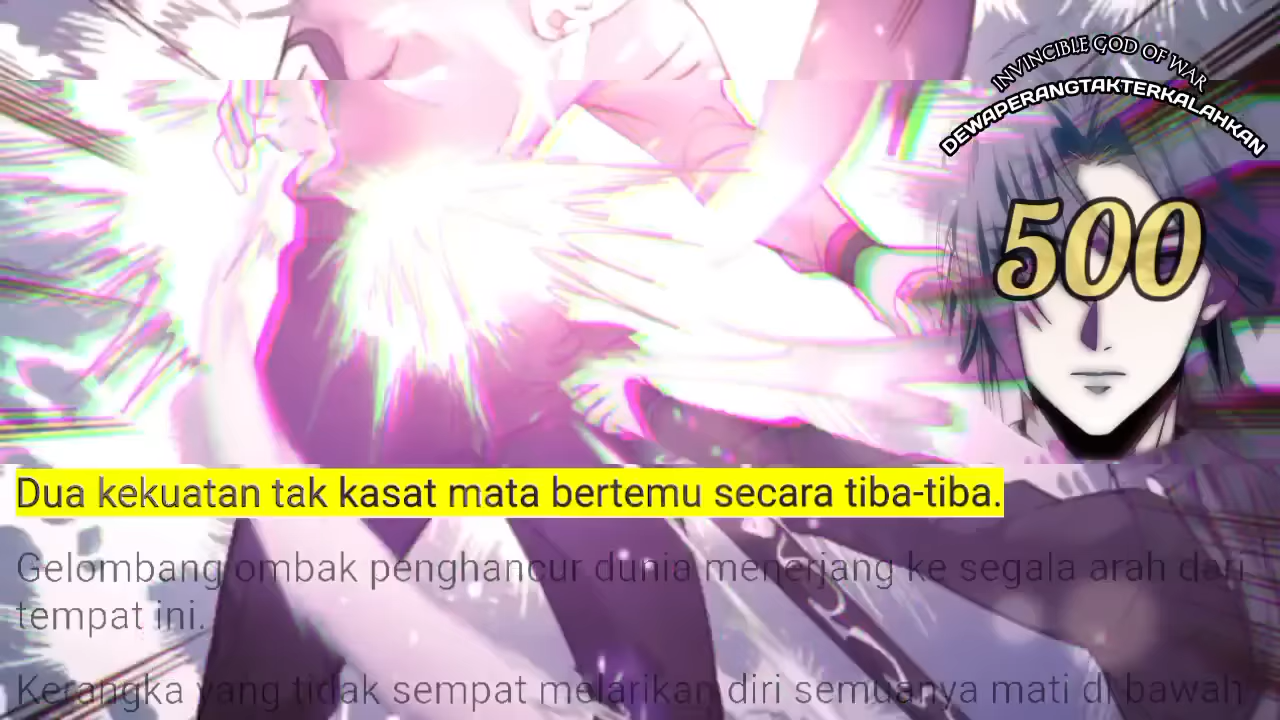 INVINCIBLE GOD OF WAR
DEWAPERANGTAKTERKALAHKAN
500
Dua kekuatan tak kasat mata bertemu secara tiba-tiba.
Gelombang ombak penghancur dunia menerjang ke segala arah dari
tempat ini.
Kerangka yang tidak sempat melarikan diri semuanya mati di bawah